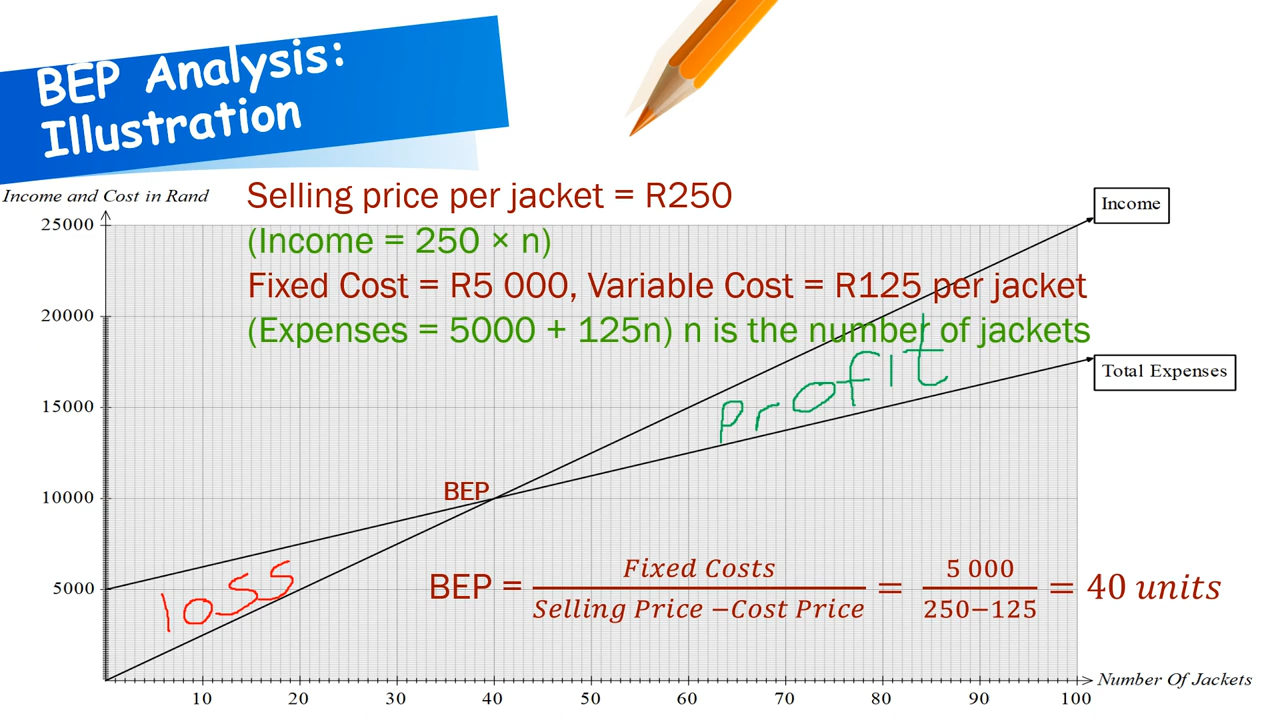 BEP Analysis:
Illustration
Income and Cost in Rand
Selling price per jacket = R250
(Income = 250 × n)
Fixed Cost = R5 000, Variable Cost = R125 per jacket
(Expenses = 5000 + 125n) n is the number of jackets
Income
Total Expenses
25000
20000
15000
10000
5000
profit
BEP
loss
BEP = Fixed Costs / Selling Price −Cost Price = 5 000 / 250−125 = 40 units
10 20 30 40 50 60 70 80 90 100
Number Of Jackets